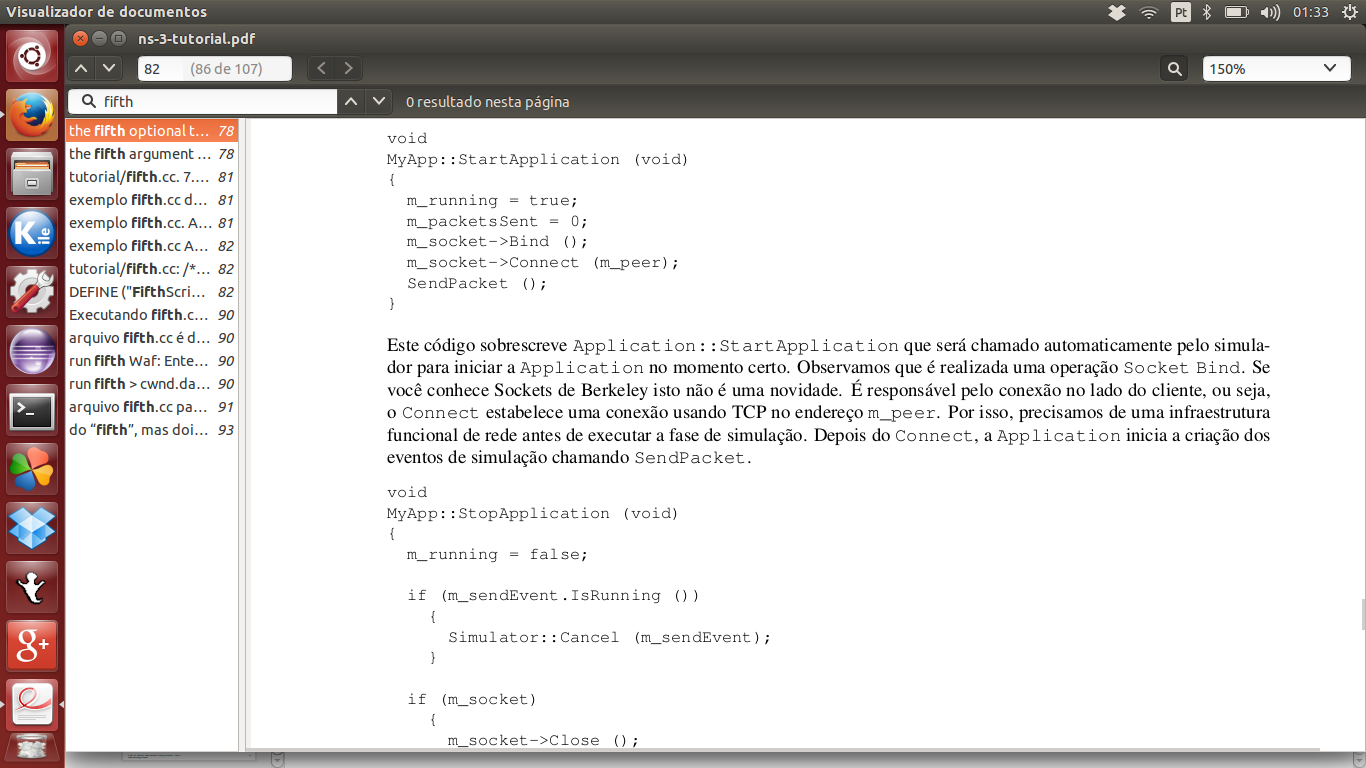 Visualizador de documentos
Pt
01:33
ns-3-tutorial.pdf
82 (86 de 107)
150%
fifth
0 resultado nesta página
the fifth optional t... 78
the fifth argument ... 78
tutorial/fifth.cc. 7.... 81
exemplo fifth.cc d... 81
exemplo fifth.cc. A... 81
exemplo fifth.cc A... 82
tutorial/fifth.cc: /*... 82
DEFINE ("FifthScri... 82
Executando fifth.c... 90
arquivo fifth.cc é d... 90
run fifth Waf: Ente... 90
run fifth > cwnd.da... 90
arquivo fifth.cc pa... 91
do “fifth”, mas doi... 93
void
MyApp::StartApplication (void)
{
m_running = true;
m_packetsSent = 0;
m_socket->Bind ();
m_socket->Connect (m_peer);
SendPacket ();
}
Este código sobrescreve Application::StartApplication que será chamado automaticamente pelo simula-
dor para iniciar a Application no momento certo. Observamos que é realizada uma operação Socket Bind. Se
você conhece Sockets de Berkeley isto não é uma novidade. É responsável pelo conexão no lado do cliente, ou seja,
o Connect estabelece uma conexão usando TCP no endereço m_peer. Por isso, precisamos de uma infraestrutura
funcional de rede antes de executar a fase de simulação. Depois do Connect, a Application inicia a criação dos
eventos de simulação chamando SendPacket.
void
MyApp::StopApplication (void)
{
m_running = false;
if (m_sendEvent.IsRunning ())
{
Simulator::Cancel (m_sendEvent);
}
if (m_socket)
{
m_socket->Close ();
K
ile
>_
g+